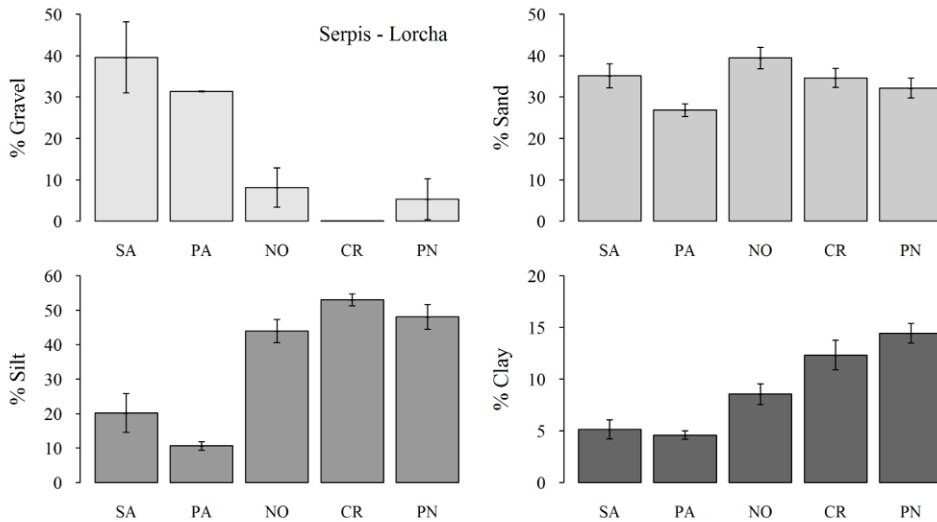 Serpis - Lorcha
% Gravel
50
40
30
20
10
0
SA PA NO CR PN
% Sand
50
40
30
20
10
0
SA PA NO CR PN
% Silt
60
50
40
30
20
10
0
SA PA NO CR PN
% Clay
20
15
10
5
0
SA PA NO CR PN